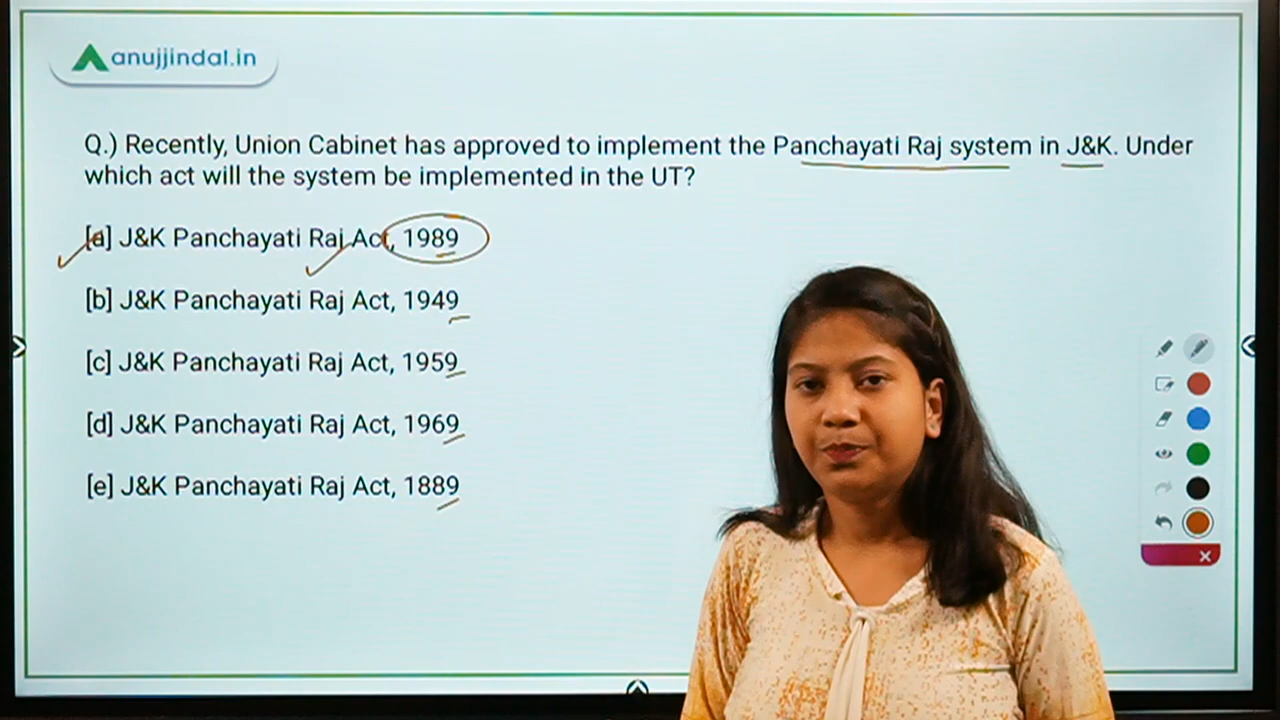 anujjindal.in
Q.) Recently, Union Cabinet has approved to implement the Panchayati Raj system in J&K. Under
which act will the system be implemented in the UT?
[a] J&K Panchayati Raj Act, 1989
[b] J&K Panchayati Raj Act, 1949
[c] J&K Panchayati Raj Act, 1959
[d] J&K Panchayati Raj Act, 1969
[e] J&K Panchayati Raj Act, 1889